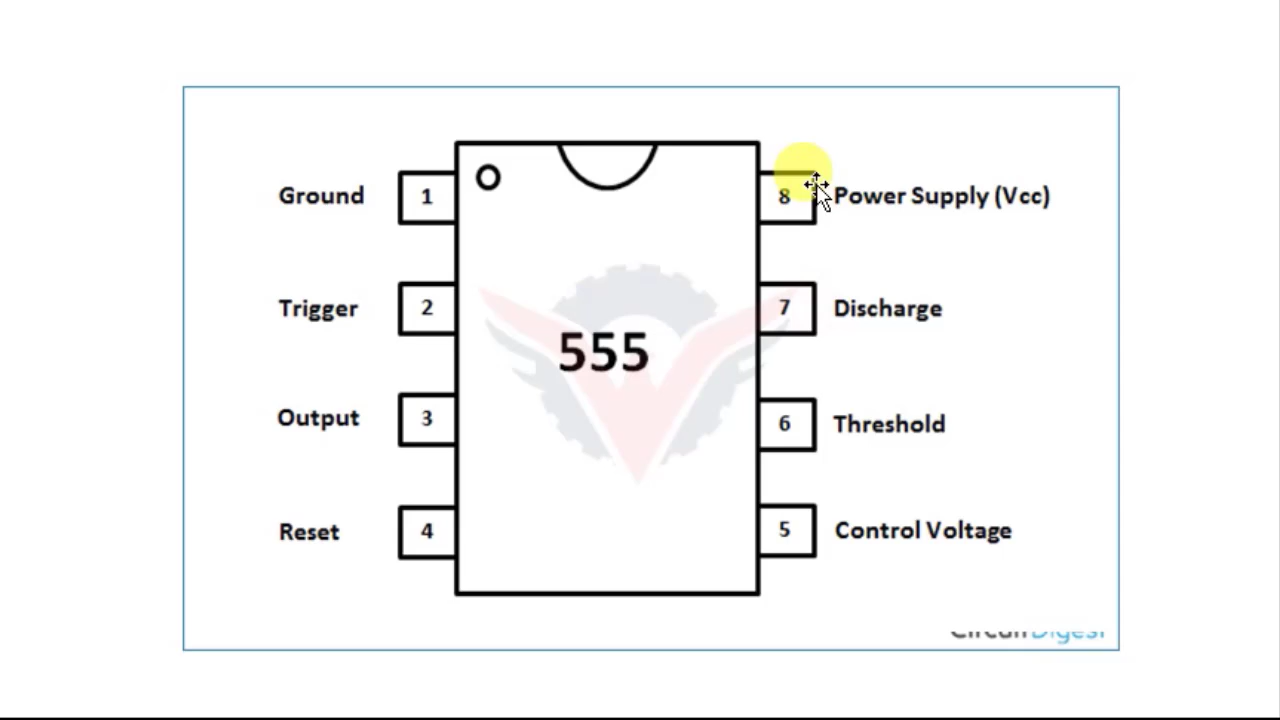 Ground 1 8 Power Supply (Vcc)
Trigger 2 7 Discharge
555
Output 3 6 Threshold
Reset 4 5 Control Voltage
CircuitDigest